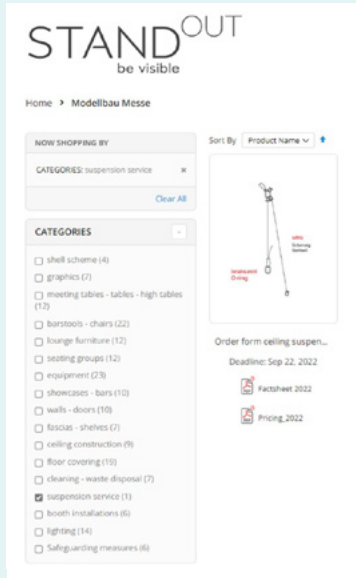 STAND OUT
be visible
Home > Modellbau Messe
NOW SHOPPING BY
CATEGORIES: suspension service ×
Clear All
CATEGORIES -
shell scheme (4)
graphics (7)
meeting tables - tables - high tables
(12)
barstools - chairs (22)
lounge furniture (12)
seating groups (12)
equipment (23)
showcases - bars (10)
walls - doors (10)
fascias - shelves (7)
ceiling construction (9)
floor covering (19)
cleaning - waste disposal (7)
suspension service (1)
booth installations (6)
lighting (14)
Safeguarding measures (6)
Sort By Product Name
Order form ceiling suspen...
Deadline: Sep 22, 2022
Factsheet 2022
Pricing_2022